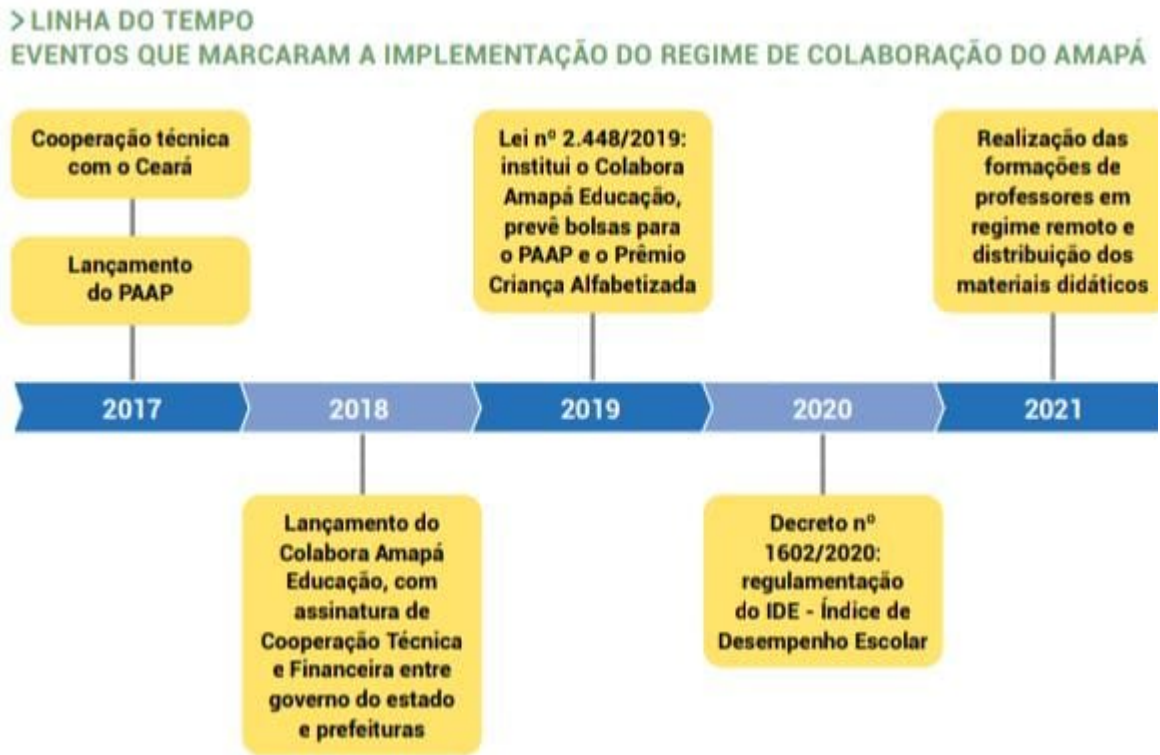 > LINHA DO TEMPO
EVENTOS QUE MARCARAM A IMPLEMENTAÇÃO DO REGIME DE COLABORAÇÃO DO AMAPÁ
Cooperação técnica
com o Ceará
Lançamento
do PAAP
Lei nº 2.448/2019:
institui o Colabora
Amapá Educação,
prevê bolsas para
o PAAP e o Prêmio
Criança Alfabetizada
Realização das
formações de
professores em
regime remoto e
distribuição dos
materiais didáticos
2017
2018
2019
2020
2021
Lançamento do
Colabora Amapá
Educação, com
assinatura de
Cooperação Técnica
e Financeira entre
governo do estado
e prefeituras
Decreto nº
1602/2020:
regulamentação
do IDE - Índice de
Desempenho Escolar